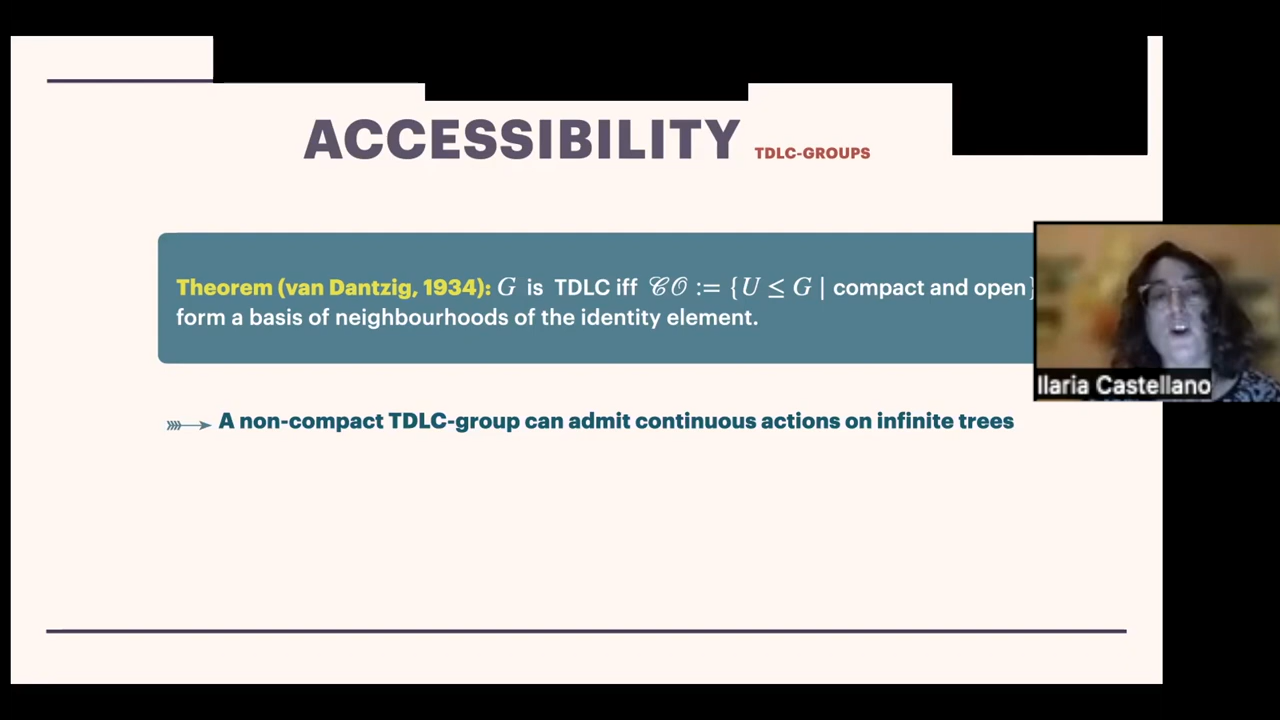 ACCESSIBILITY TDLC-GROUPS
Theorem (van Dantzig, 1934): G is TDLC iff 𝒞𝒪 := {U ≤ G | compact and open}
form a basis of neighbourhoods of the identity element.
Ilaria Castellano
A non-compact TDLC-group can admit continuous actions on infinite trees